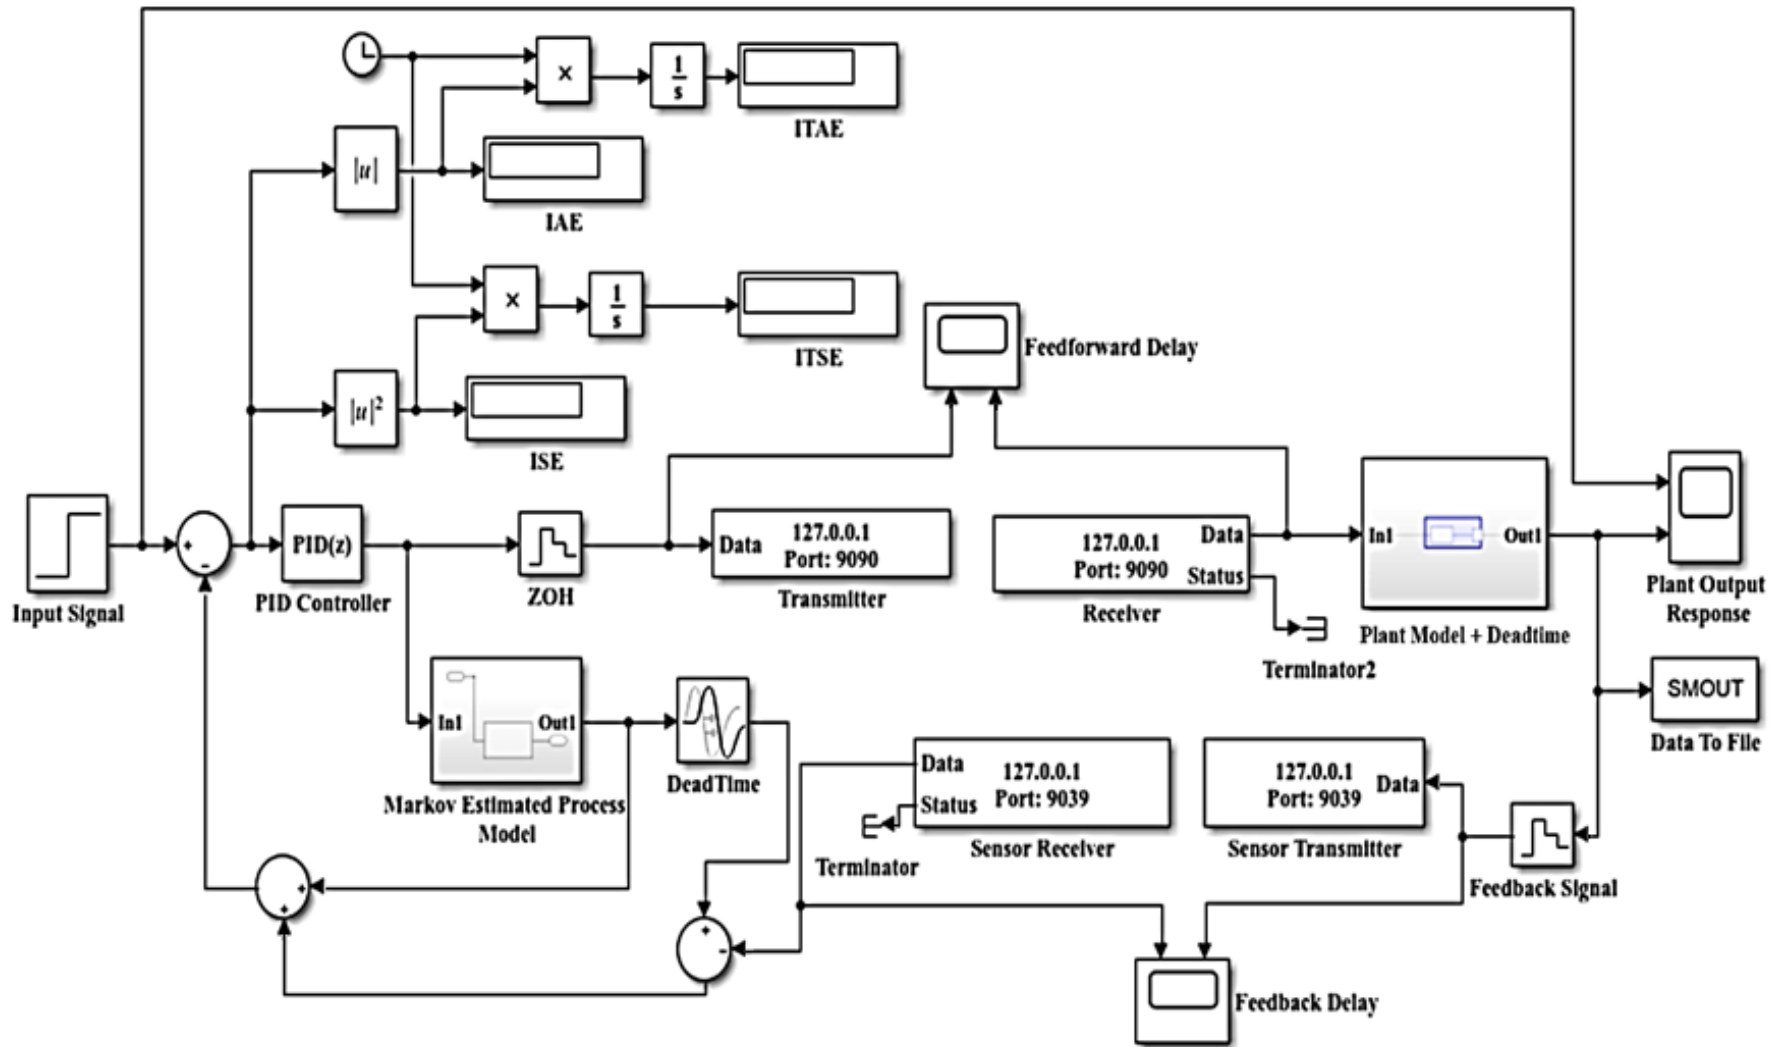 ×
1
s
ITAE
|u|
IAE
×
1
s
ITSE
Feedforward Delay
|u|²
ISE
+
-
PID(z)
PID Controller
ZOH
Input Signal
Data
127.0.0.1
Port: 9090
Transmitter
127.0.0.1
Port: 9090
Data
Status
Receiver
Terminator2
In1
Out1
Plant Model + Deadtime
Plant Output
Response
In1
Out1
Markov Estimated Process
Model
DeadTime
Data
Status
127.0.0.1
Port: 9039
Sensor Receiver
Terminator
127.0.0.1
Port: 9039
Data
Sensor Transmitter
SMOUT
Data To File
Feedback Signal
+
+
+
-
Feedback Delay